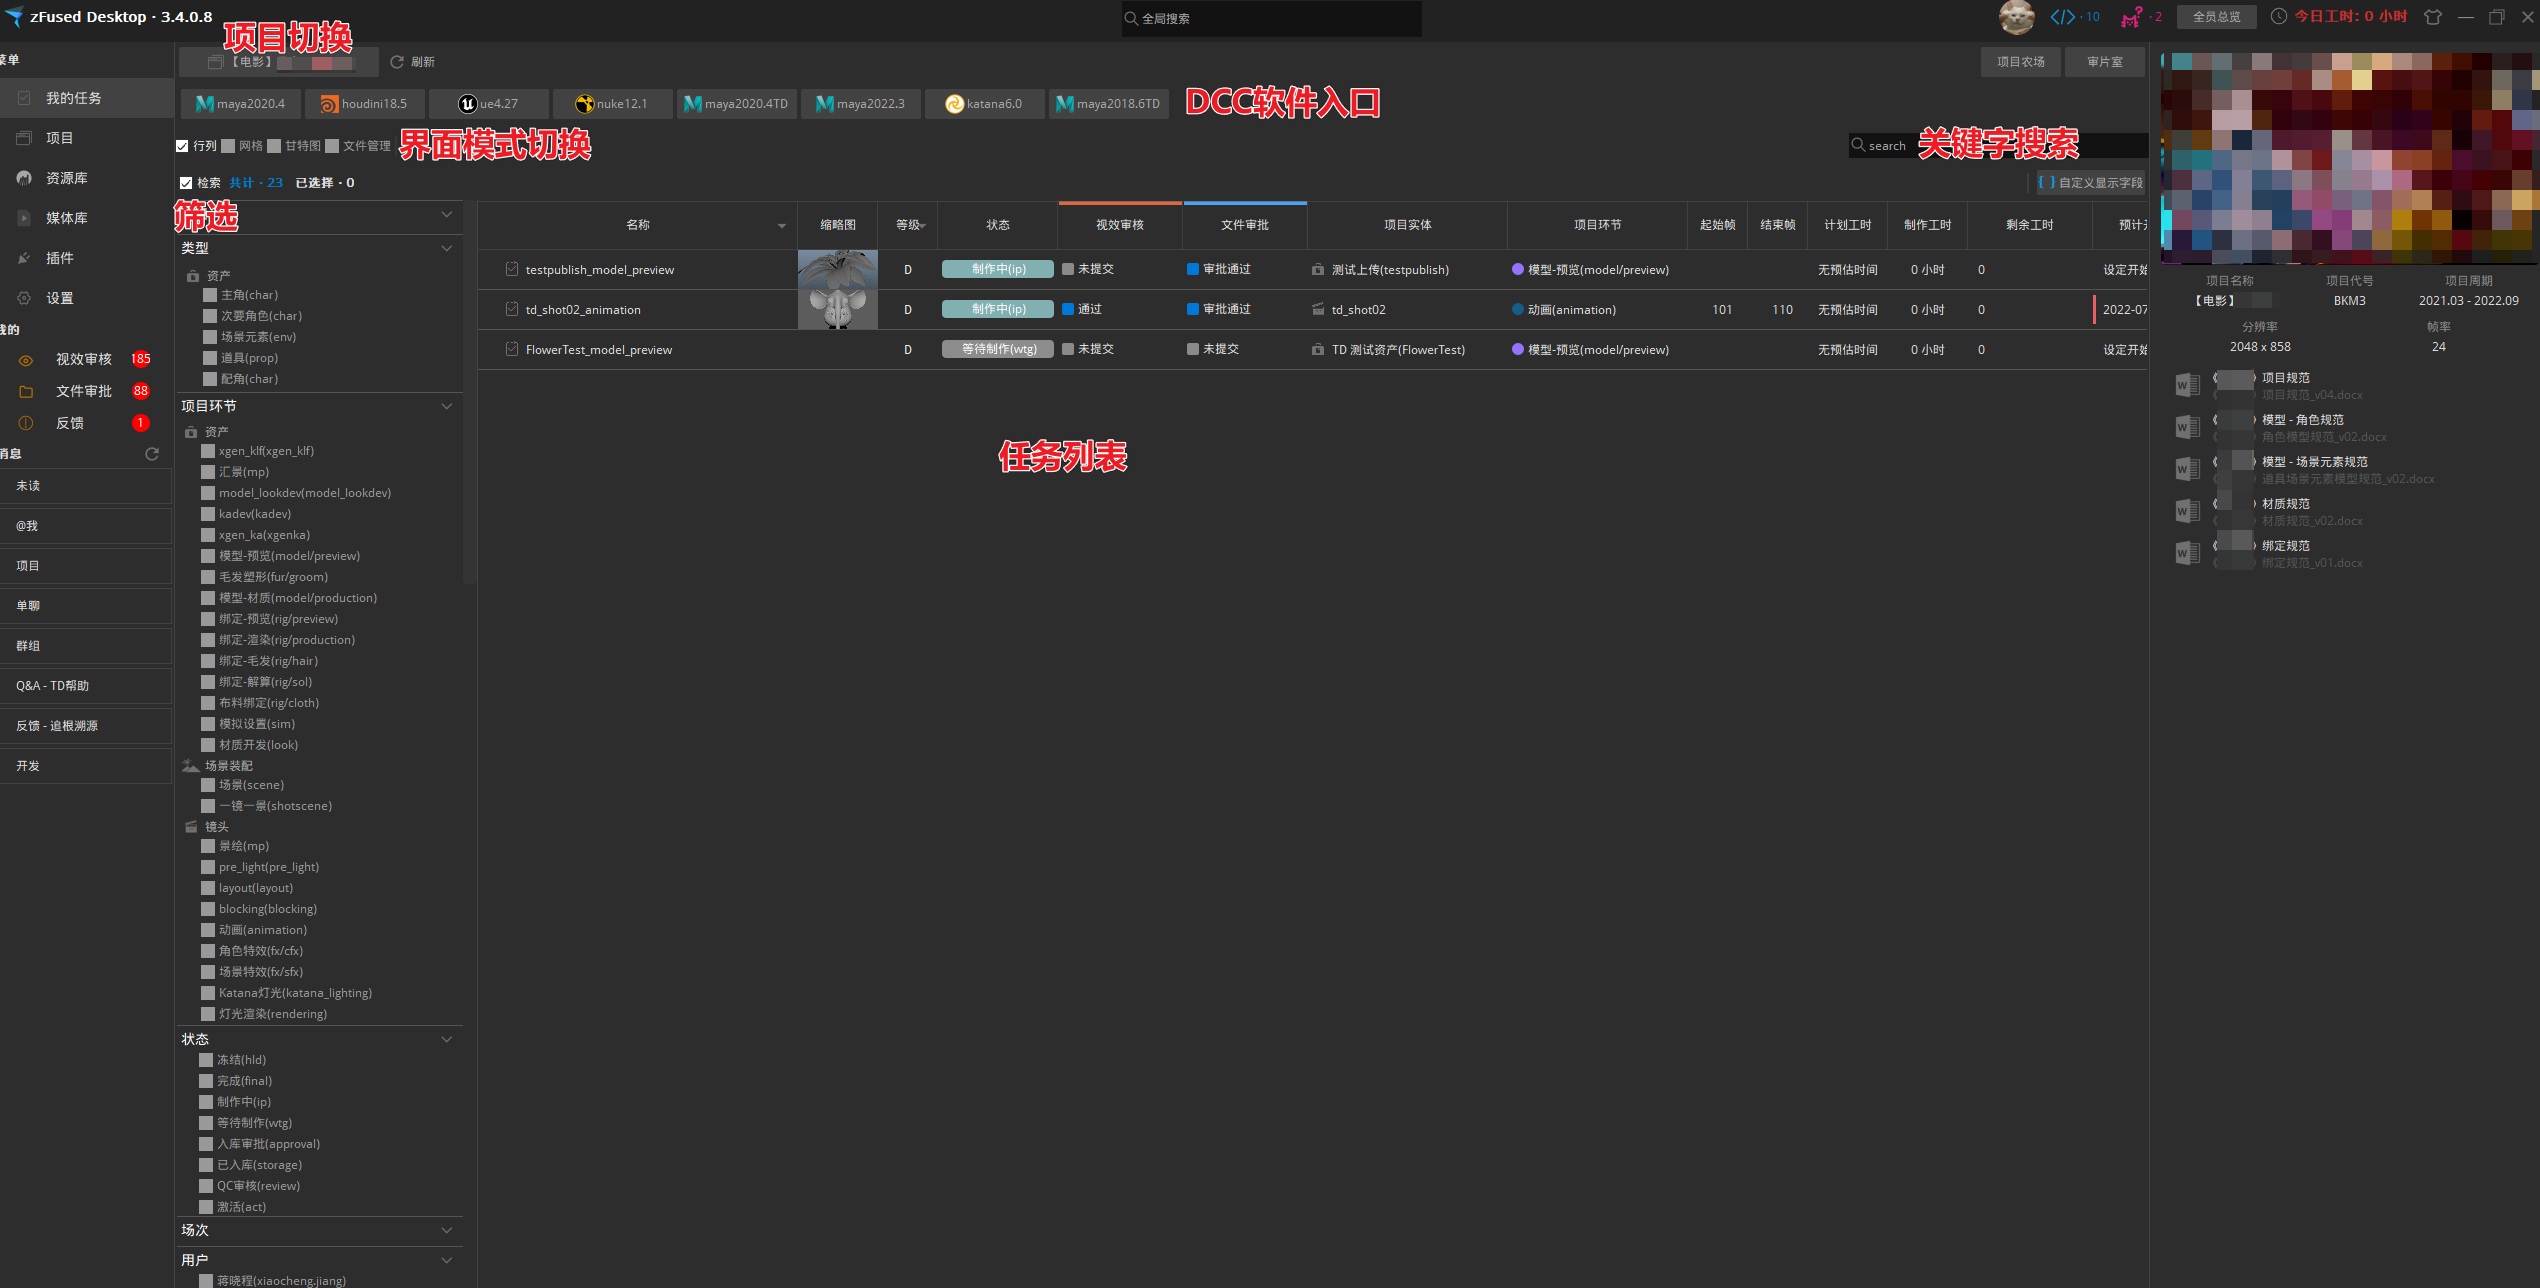 zFused Desktop · 3.4.0.8
全局搜索
· 10
· 2
全员总览
今日工时: 0 小时
项目切换
菜单
我的任务
项目
资源库
媒体库
插件
设置
我的
视效审核 185
文件审批 88
反馈 1
消息
未读
@我
项目
单聊
群组
Q&A - TD帮助
反馈 - 追根溯源
开发
【电影】
刷新
项目农场
审片室
maya2020.4
houdini18.5
ue4.27
nuke12.1
maya2020.4TD
maya2022.3
katana6.0
maya2018.6TD
DCC软件入口
行列 网格 甘特图 文件管理
界面模式切换
search
关键字搜索
检索 共计 · 23 已选择 · 0
自定义显示字段
筛选
类型
资产
主角(char)
次要角色(char)
场景元素(env)
道具(prop)
配角(char)
项目环节
资产
xgen_klf(xgen_klf)
汇景(mp)
model_lookdev(model_lookdev)
kadev(kadev)
xgen_ka(xgenka)
模型-预览(model/preview)
毛发塑形(fur/groom)
模型-材质(model/production)
绑定-预览(rig/preview)
绑定-渲染(rig/production)
绑定-毛发(rig/hair)
绑定-解算(rig/sol)
布料绑定(rig/cloth)
模拟设置(sim)
材质开发(look)
场景装配
场景(scene)
一镜一景(shotscene)
镜头
景绘(mp)
pre_light(pre_light)
layout(layout)
blocking(blocking)
动画(animation)
角色特效(fx/cfx)
场景特效(fx/sfx)
Katana灯光(katana_lighting)
灯光渲染(rendering)
状态
冻结(hld)
完成(final)
制作中(ip)
等待制作(wtg)
入库审批(approval)
已入库(storage)
QC审核(review)
激活(act)
场次
用户
蒋晓程(xiaocheng.jiang)
名称 缩略图 等级 状态 视效审核 文件审批 项目实体 项目环节 起始帧 结束帧 计划工时 制作工时 剩余工时 预计
testpublish_model_preview D 制作中(ip) 未提交 审批通过 测试上传(testpublish) 模型-预览(model/preview) 无预估时间 0 小时 0 设定开始
td_shot02_animation D 制作中(ip) 通过 审批通过 td_shot02 动画(animation) 101 110 无预估时间 0 小时 0 2022-07
FlowerTest_model_preview D 等待制作(wtg) 未提交 未提交 TD 测试资产(FlowerTest) 模型-预览(model/preview) 无预估时间 0 小时 0 设定开始
任务列表
项目名称 项目代号 项目周期
【电影】 BKM3 2021.03 - 2022.09
分辨率 帧率
2048 x 858 24
《 》项目规范
《 》项目规范_v04.docx
《 》模型 - 角色规范
《 》角色模型规范_v02.docx
《 》模型 - 场景元素规范
《 》道具场景元素模型规范_v02.docx
《 》材质规范
《 》材质规范_v02.docx
《 》绑定规范
《 》绑定规范_v01.docx